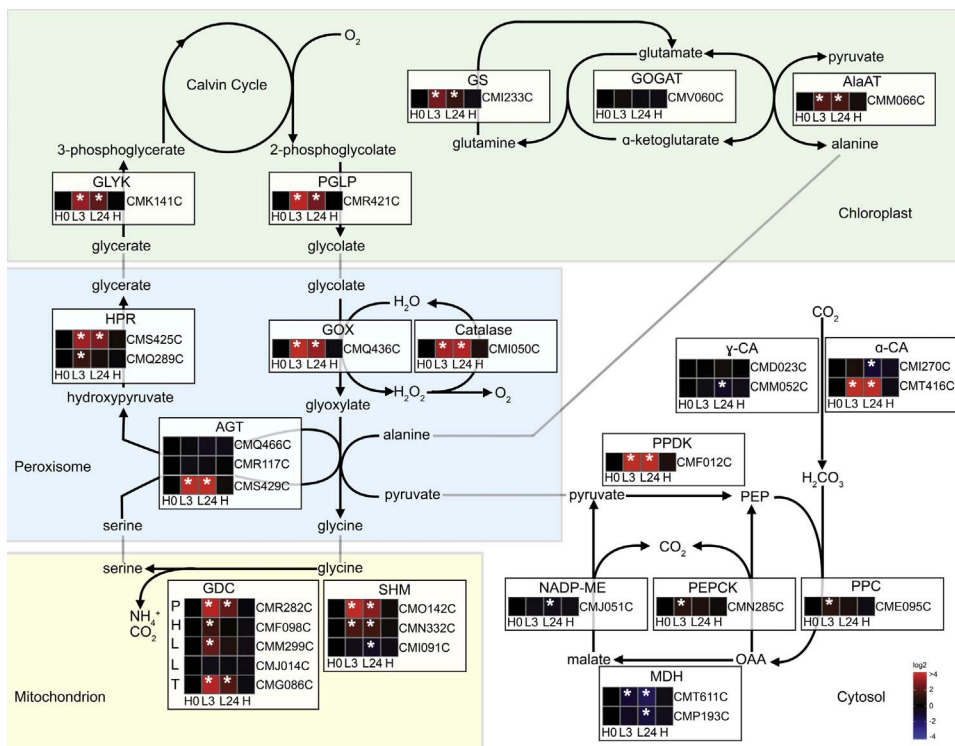 O2
Calvin Cycle
3-phosphoglycerate
2-phosphoglycolate
GLYK
CMK141C
H0 L3 L24 H
glycerate
PGLP
CMR421C
H0 L3 L24 H
glycolate
glutamate
pyruvate
GS
CMI233C
H0 L3 L24 H
GOGAT
CMV060C
H0 L3 L24 H
AlaAT
CMM066C
H0 L3 L24 H
glutamine
α-ketoglutarate
alanine
Chloroplast
glycerate
glycolate
HPR
CMS425C
CMQ289C
H0 L3 L24 H
hydroxypyruvate
H2O
GOX
CMQ436C
H0 L3 L24 H
Catalase
CMI050C
H0 L3 L24 H
H2O2
O2
glyoxylate
AGT
CMQ466C
CMR117C
CMS429C
H0 L3 L24 H
alanine
pyruvate
Peroxisome
serine
glycine
CO2
γ-CA
CMD023C
CMM052C
H0 L3 L24 H
α-CA
CMI270C
CMT416C
H0 L3 L24 H
PPDK
CMF012C
H0 L3 L24 H
H2CO3
pyruvate
PEP
CO2
serine
glycine
NH4+
CO2
GDC
P CMR282C
H CMF098C
L CMM299C
L CMJ014C
T CMG086C
H0 L3 L24 H
SHM
CMO142C
CMN332C
CMI091C
H0 L3 L24 H
Mitochondrion
NADP-ME
CMJ051C
H0 L3 L24 H
PEPCK
CMN285C
H0 L3 L24 H
PPC
CME095C
H0 L3 L24 H
malate
OAA
MDH
CMT611C
CMP193C
H0 L3 L24 H
Cytosol
log2
>4
2
0
-2
-4